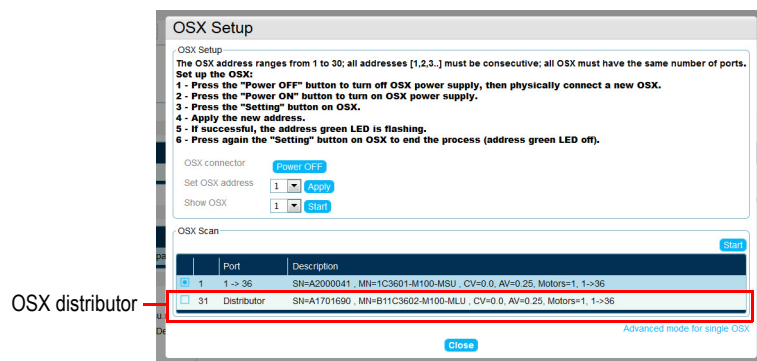 OSX Setup
OSX Setup
The OSX address ranges from 1 to 30; all addresses [1,2,3..] must be consecutive; all OSX must have the same number of ports.
Set up the OSX:
1 - Press the "Power OFF" button to turn off OSX power supply, then physically connect a new OSX.
2 - Press the "Power ON" button to turn on OSX power supply.
3 - Press the "Setting" button on OSX.
4 - Apply the new address.
5 - If successful, the address green LED is flashing.
6 - Press again the "Setting" button on OSX to end the process (address green LED off).
OSX connector Power OFF
Set OSX address 1 Apply
Show OSX 1 Start
OSX Scan
Start
Port Description
1 1 -> 36 SN=A2000041 , MN=1C3601-M100-MSU , CV=0.0, AV=0.25, Motors=1, 1->36
31 Distributor SN=A1701690 , MN=B11C3602-M100-MLU , CV=0.0, AV=0.25, Motors=1, 1->36
OSX distributor
Advanced mode for single OSX
Close